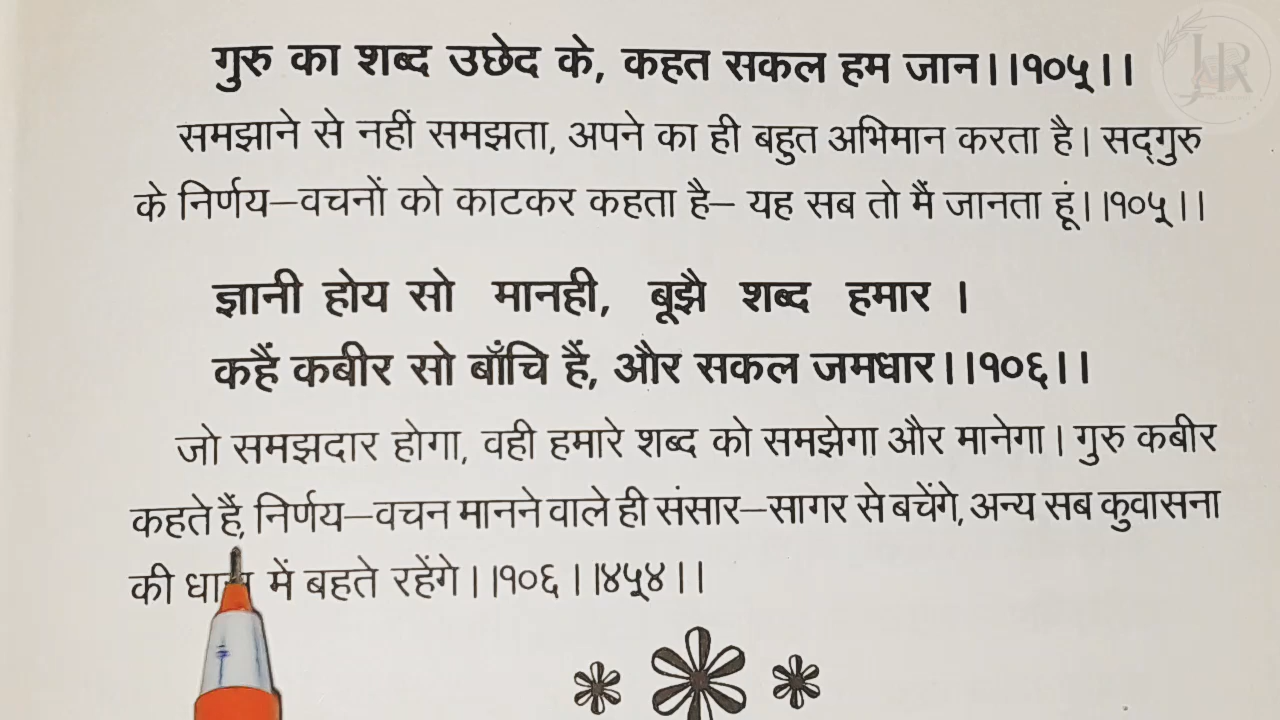 गुरु का शब्द उछेद के, कहत सकल हम जान।।१०५।।
समझाने से नहीं समझता, अपने का ही बहुत अभिमान करता है। सद्‌गुरु
के निर्णय–वचनों को काटकर कहता है– यह सब तो मैं जानता हूं।।१०५।।
ज्ञानी होय सो मानही, बूझै शब्द हमार ।
कहैं कबीर सो बाँचि हैं, और सकल जमधार।।१०६।।
जो समझदार होगा, वही हमारे शब्द को समझेगा और मानेगा। गुरु कबीर
कहते हैं, निर्णय–वचन मानने वाले ही संसार–सागर से बचेंगे, अन्य सब कुवासना
की में बहते रहेंगे।।१०६।।४५४।।